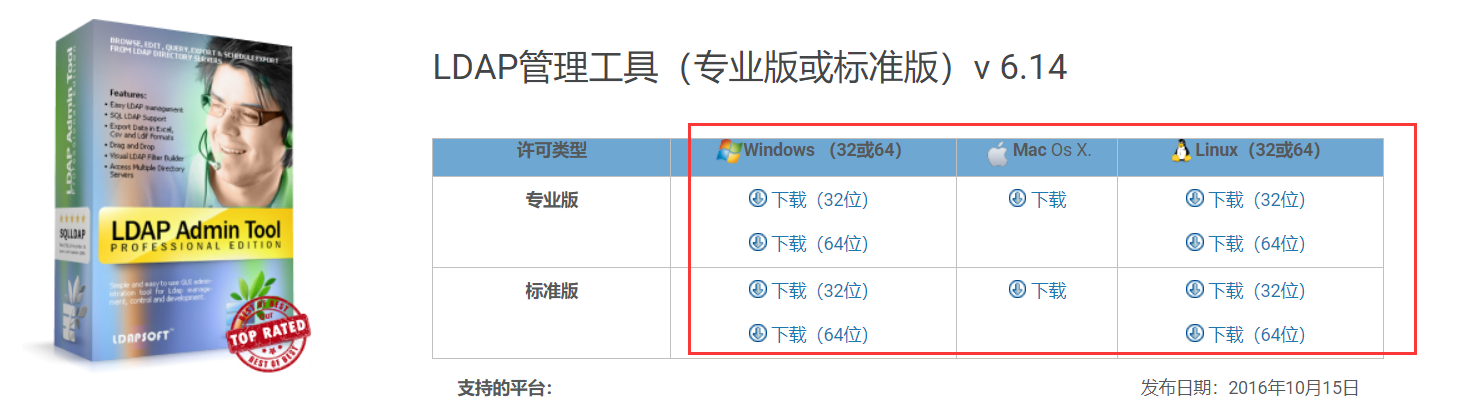 BROWSE, EDIT, QUERY, EXPORT & SCHEDULE EXPORT
FROM LDAP DIRECTORY SERVERS
LDAP Admin Tool
Features:
• Easy LDAP management
• SQL LDAP Support
• Export Data in Excel,
Csv and Ldif Formats
• Drag and Drop
• Visual LDAP Filter Builder
• Access Multiple Directory
Servers
SQLLDAP
LDAP Admin Tool
PROFESSIONAL EDITION
Simple and easy to use GUI admin-
istration tool for Ldap manage-
ment, control and development.
LDAPSOFT
BEST OF BEST
OUR
TOP RATED
BEST OF BEST
LDAP管理工具（专业版或标准版）v 6.14
许可类型 Windows （32或64） Mac Os X. Linux（32或64）
专业版 下载（32位） 下载 下载（32位）
下载（64位） 下载（64位）
标准版 下载（32位） 下载 下载（32位）
下载（64位） 下载（64位）
支持的平台： 发布日期：2016年10月15日